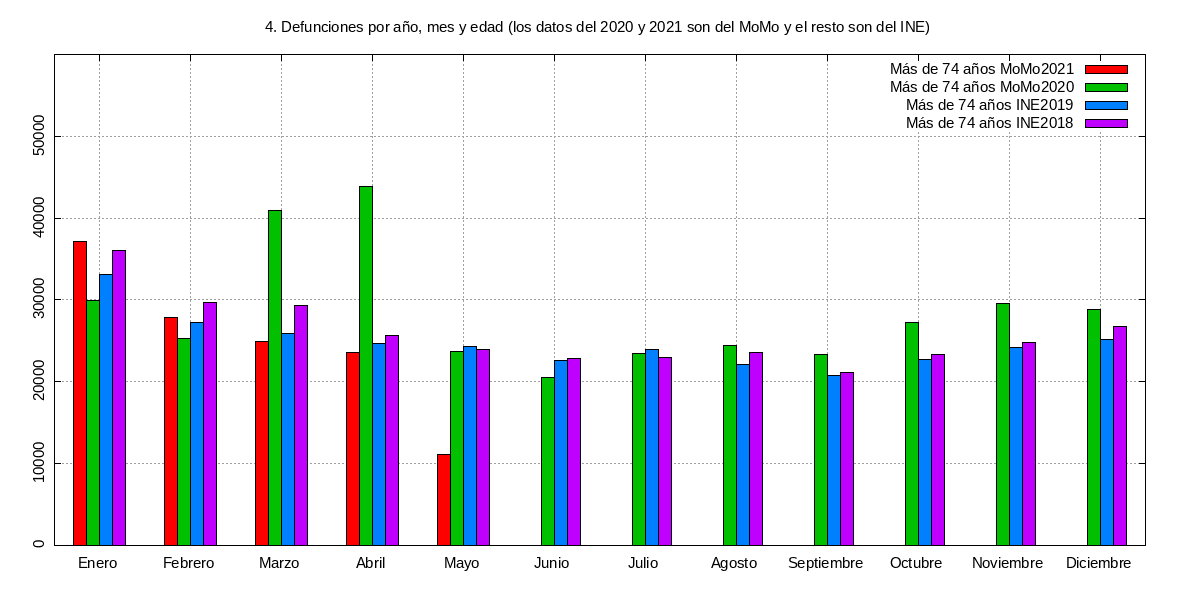 4. Defunciones por año, mes y edad (los datos del 2020 y 2021 son del MoMo y el resto son del INE)
Más de 74 años MoMo2021
Más de 74 años MoMo2020
Más de 74 años INE2019
Más de 74 años INE2018
50000
40000
30000
20000
10000
0
Enero Febrero Marzo Abril Mayo Junio Julio Agosto Septiembre Octubre Noviembre Diciembre